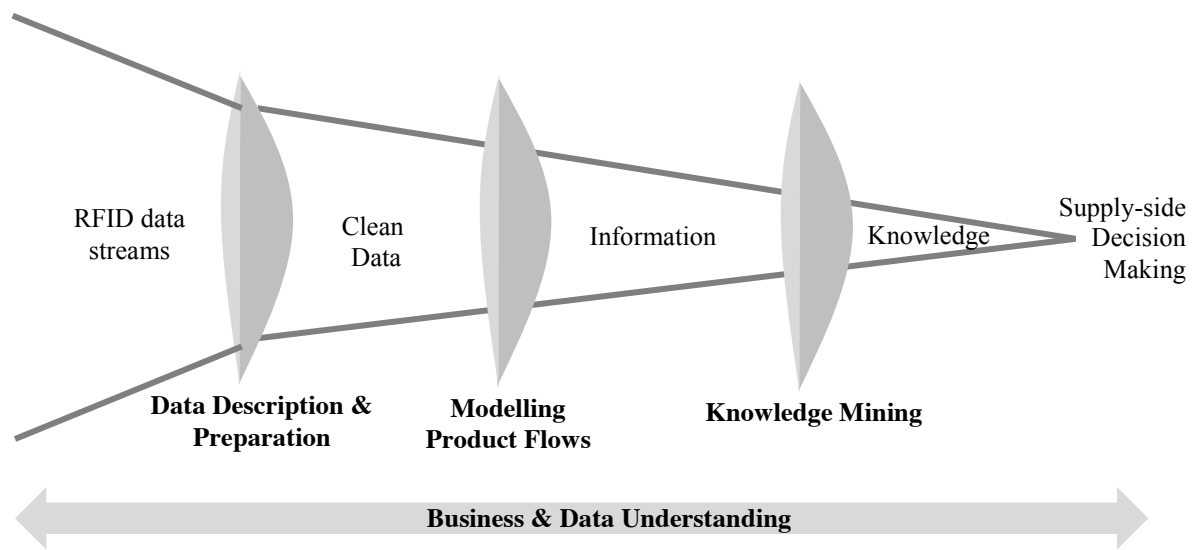 RFID data
streams
Clean
Data
Information
Knowledge
Supply-side
Decision
Making
Data Description &
Preparation
Modelling
Product Flows
Knowledge Mining
Business & Data Understanding